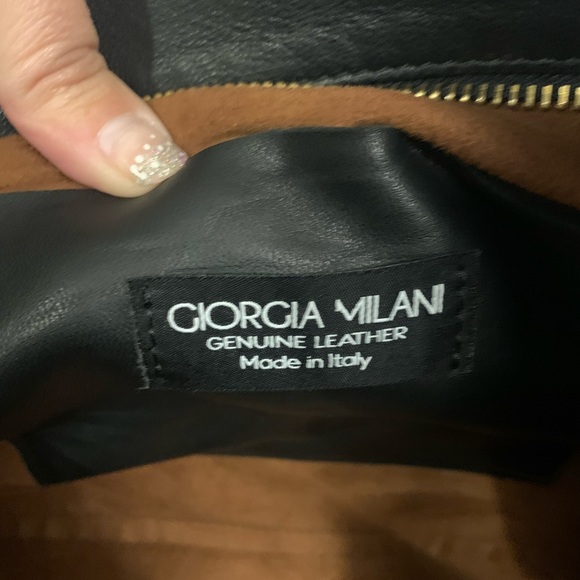 GIORGIA MILANI
GENUINE LEATHER
Made in Italy